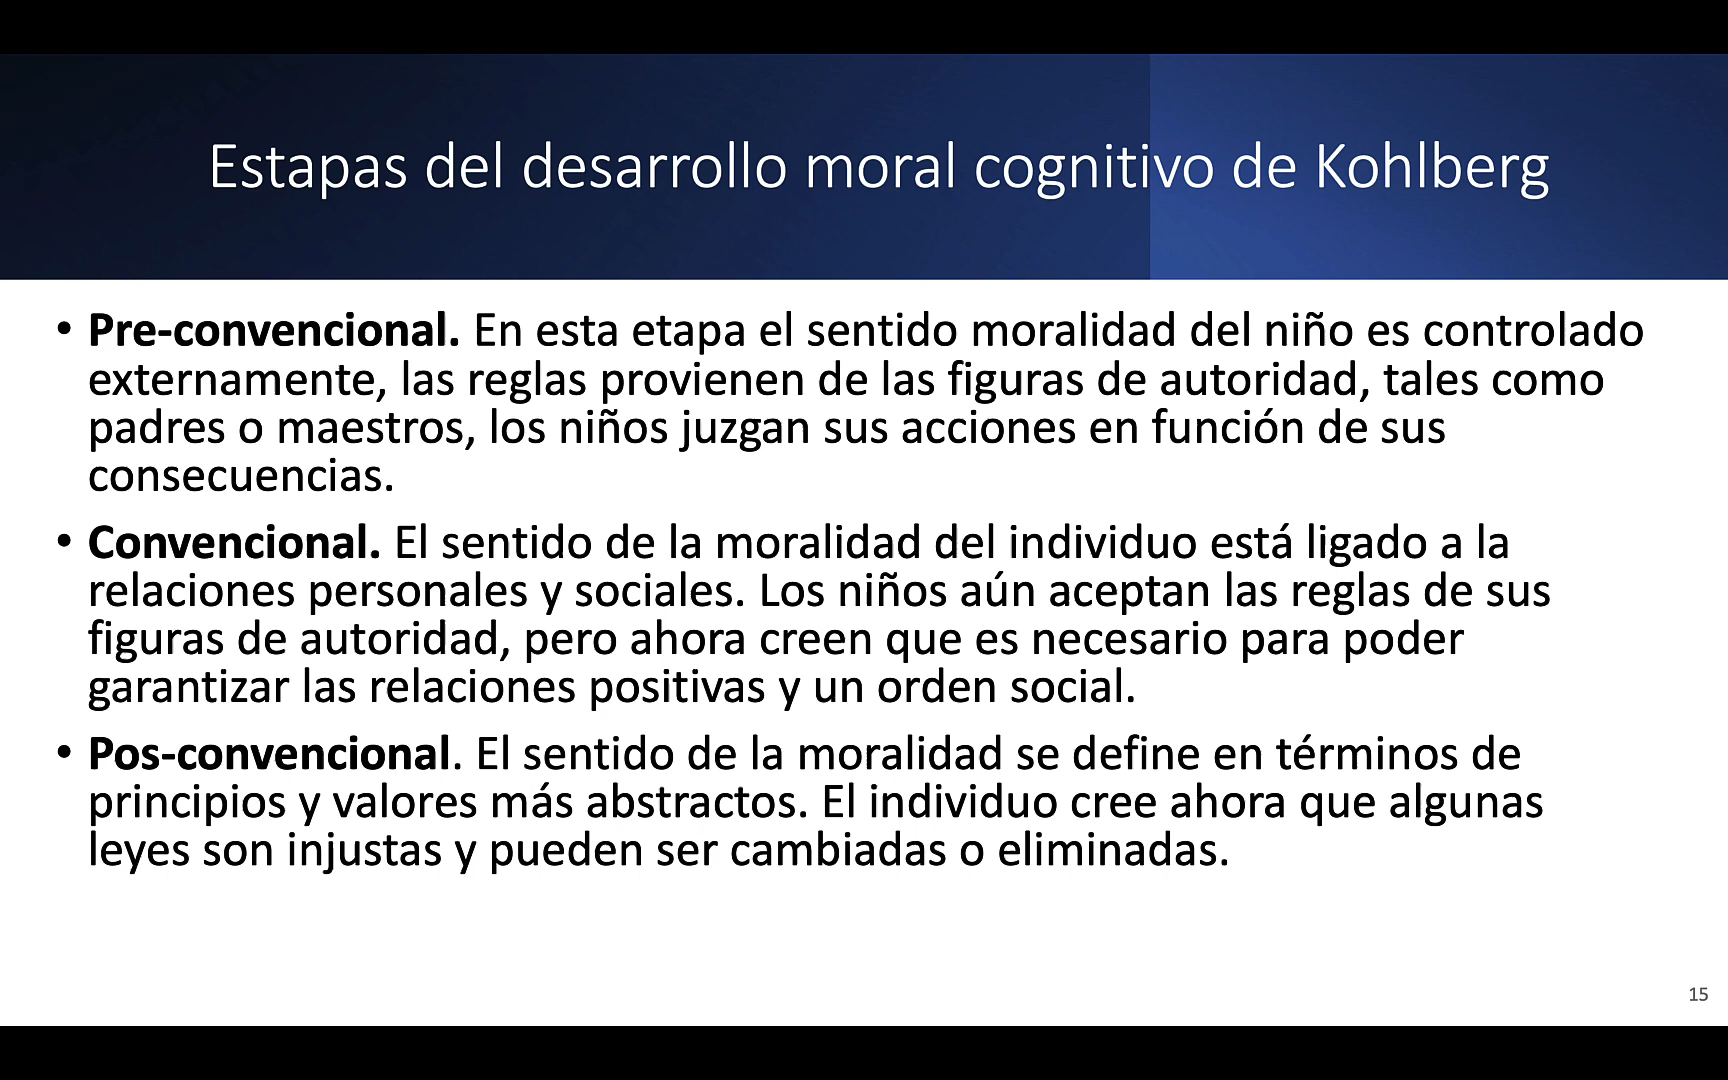 Estapas del desarrollo moral cognitivo de Kohlberg
• Pre-convencional. En esta etapa el sentido moralidad del niño es controlado
externamente, las reglas provienen de las figuras de autoridad, tales como
padres o maestros, los niños juzgan sus acciones en función de sus
consecuencias.
• Convencional. El sentido de la moralidad del individuo está ligado a la
relaciones personales y sociales. Los niños aún aceptan las reglas de sus
figuras de autoridad, pero ahora creen que es necesario para poder
garantizar las relaciones positivas y un orden social.
• Pos-convencional. El sentido de la moralidad se define en términos de
principios y valores más abstractos. El individuo cree ahora que algunas
leyes son injustas y pueden ser cambiadas o eliminadas.
15